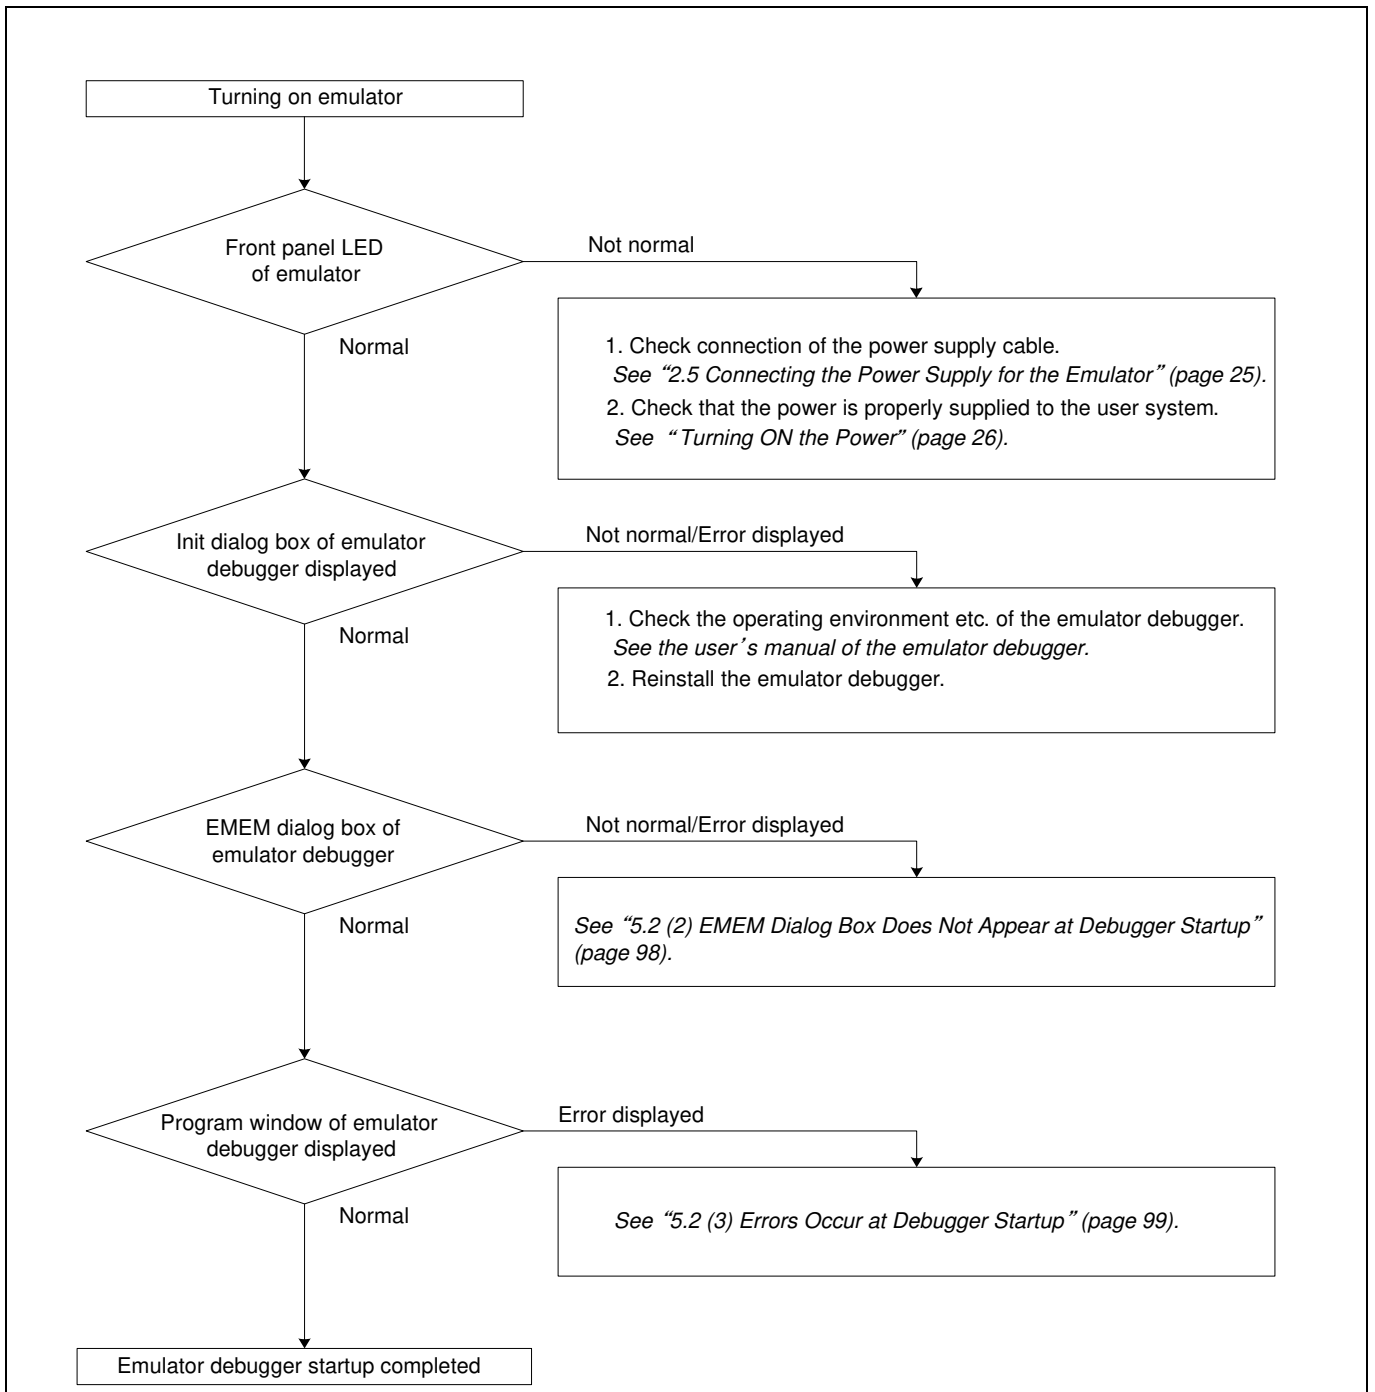 Turning on emulator
Front panel LED
of emulator
Not normal
Normal
1. Check connection of the power supply cable.
See “2.5 Connecting the Power Supply for the Emulator” (page 25).
2. Check that the power is properly supplied to the user system.
See “Turning ON the Power” (page 26).
Init dialog box of emulator
debugger displayed
Not normal/Error displayed
Normal
1. Check the operating environment etc. of the emulator debugger.
See the user’s manual of the emulator debugger.
2. Reinstall the emulator debugger.
EMEM dialog box of
emulator debugger
Not normal/Error displayed
Normal
See “5.2 (2) EMEM Dialog Box Does Not Appear at Debugger Startup”
(page 98).
Program window of emulator
debugger displayed
Error displayed
Normal
See “5.2 (3) Errors Occur at Debugger Startup” (page 99).
Emulator debugger startup completed